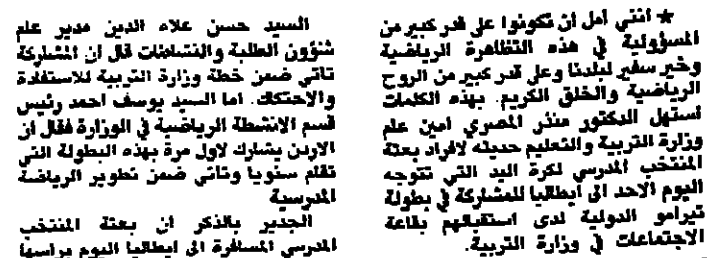 ★ انني آمل ان تكونوا على قدر كبير من
المسؤولية في هذه التظاهرة الرياضية
وخير سفير لبلدنا وعلى قدر كبير من الروح
الرياضية والخلق الكريم. بهذه الكلمات
استهل الدكتور منذر المصري امين عام
وزارة التربية والتعليم حديثه لافراد بعثة
المنتخب المدرسي لكرة اليد التي تتوجه
اليوم الاحد الى ايطاليا للمشاركة في بطولة
تيرامو الدولية لدى استقبالهم بقاعة
الاجتماعات في وزارة التربية.
السيد حسن علاء الدين مدير عام
شؤون الطلبة والنشاطات قال ان المشاركة
تاتي ضمن خطة وزارة التربية للاستفادة
والاحتكاك. اما السيد يوسف احمد رئيس
قسم الانشطة الرياضية في الوزارة فقال ان
الاردن يشارك لاول مرة بهذه البطولة التي
تقام سنويا وتاتي ضمن تطوير الرياضة
المدرسية
الجدير بالذكر ان بعثة المنتخب
المدرسي المسافرة الى ايطاليا اليوم يراسها